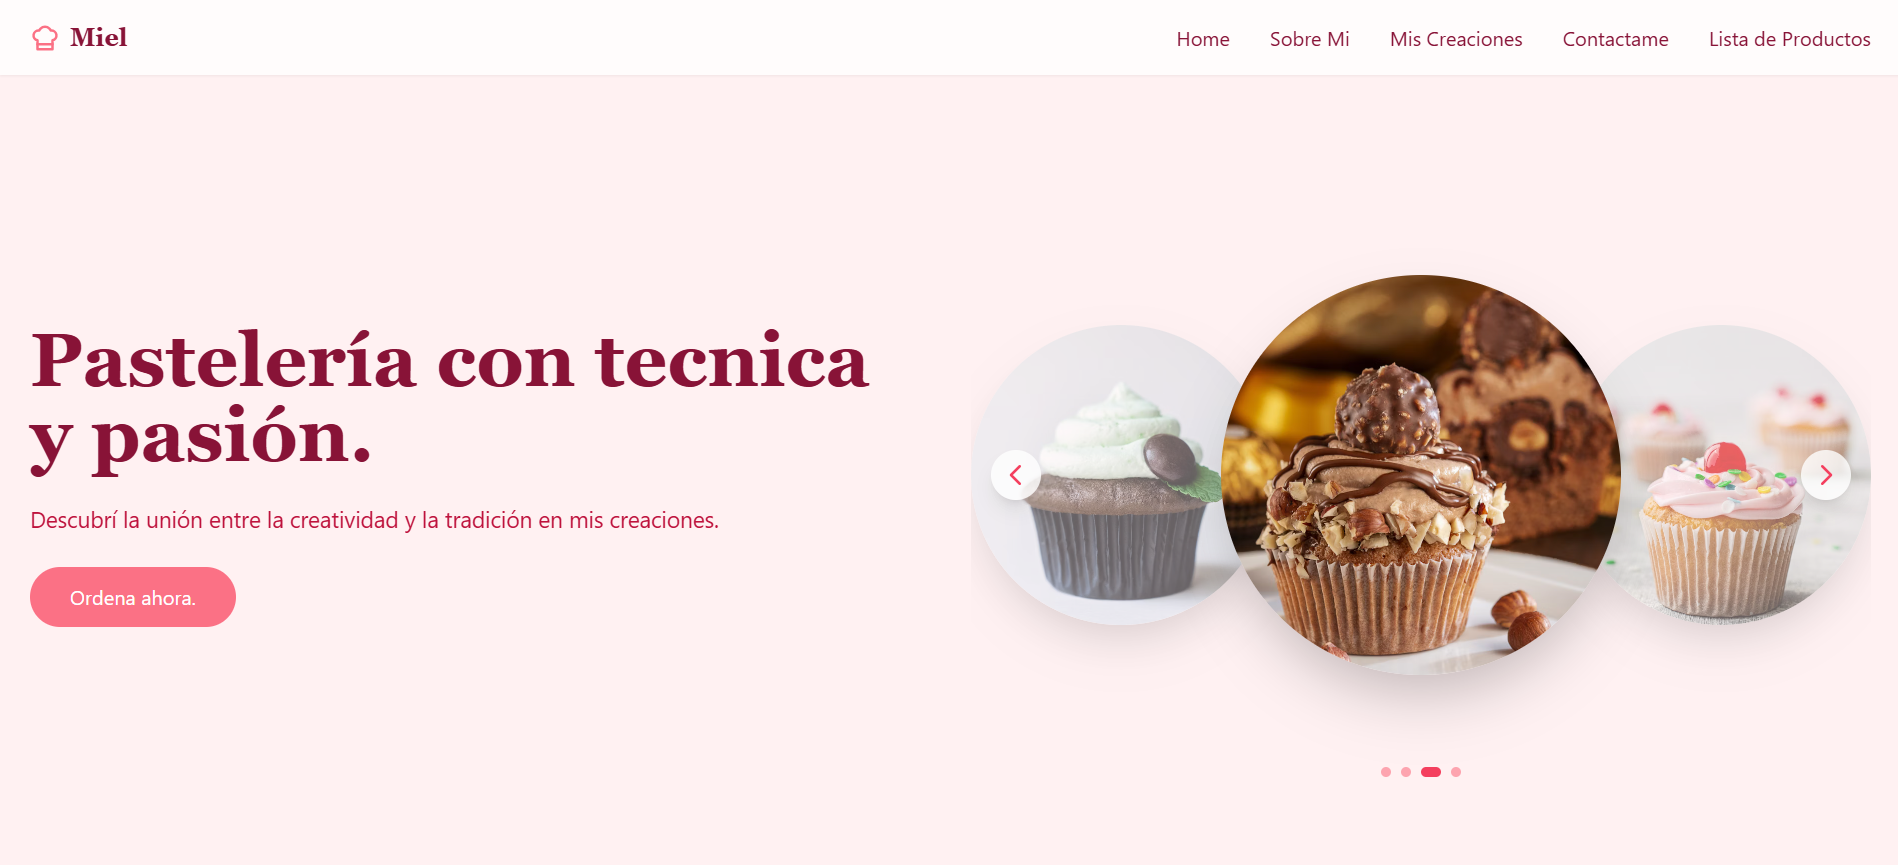 Miel
Home
Sobre Mi
Mis Creaciones
Contactame
Lista de Productos
Pastelería con tecnica
y pasión.
Descubrí la unión entre la creatividad y la tradición en mis creaciones.
Ordena ahora.